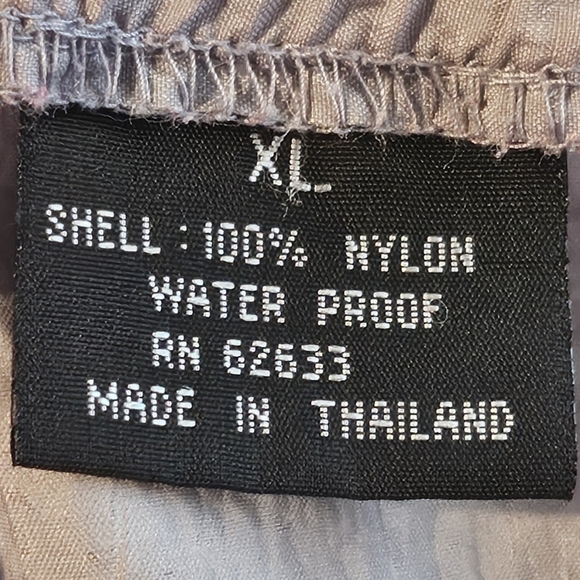 XL
SHELL : 100% NYLON
WATER PROOF
RN 62633
MADE IN THAILAND